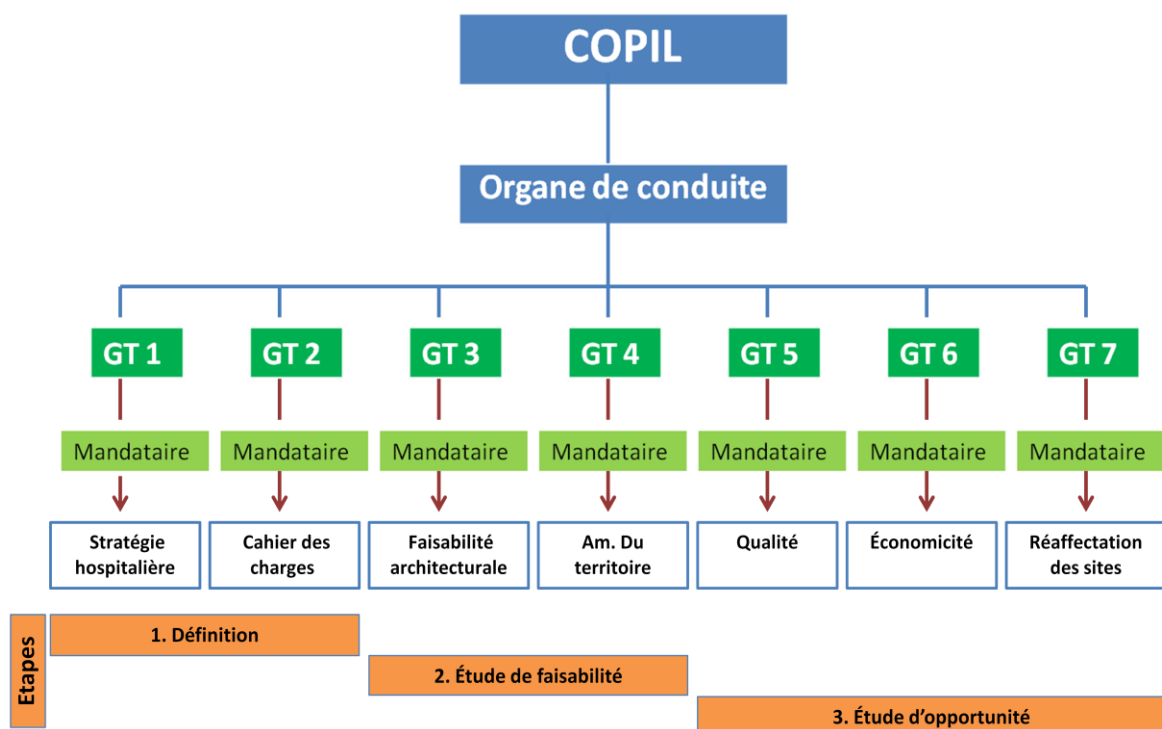 COPIL
Organe de conduite
GT 1
GT 2
GT 3
GT 4
GT 5
GT 6
GT 7
Mandataire
Mandataire
Mandataire
Mandataire
Mandataire
Mandataire
Mandataire
Stratégie
hospitalière
Cahier des
charges
Faisabilité
architecturale
Am. Du
territoire
Qualité
Économicité
Réaffectation
des sites
Etapes
1. Définition
2. Étude de faisabilité
3. Étude d’opportunité